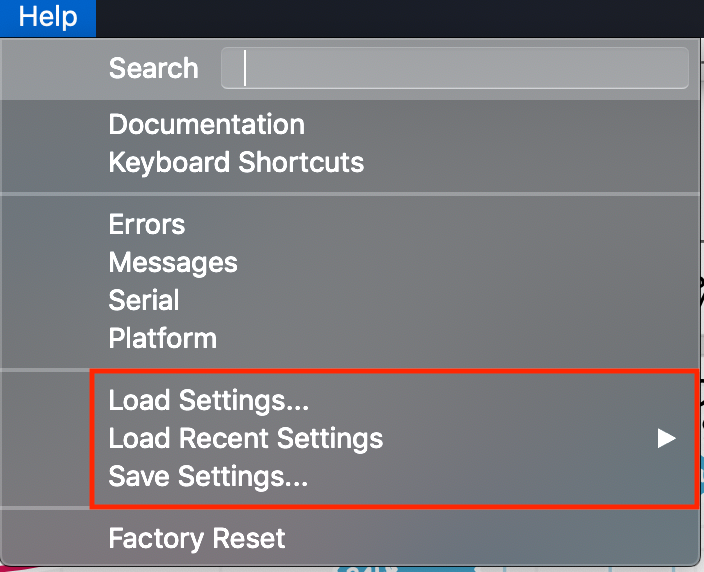 Help
Search
Documentation
Keyboard Shortcuts
Errors
Messages
Serial
Platform
Load Settings...
Load Recent Settings
Save Settings...
Factory Reset